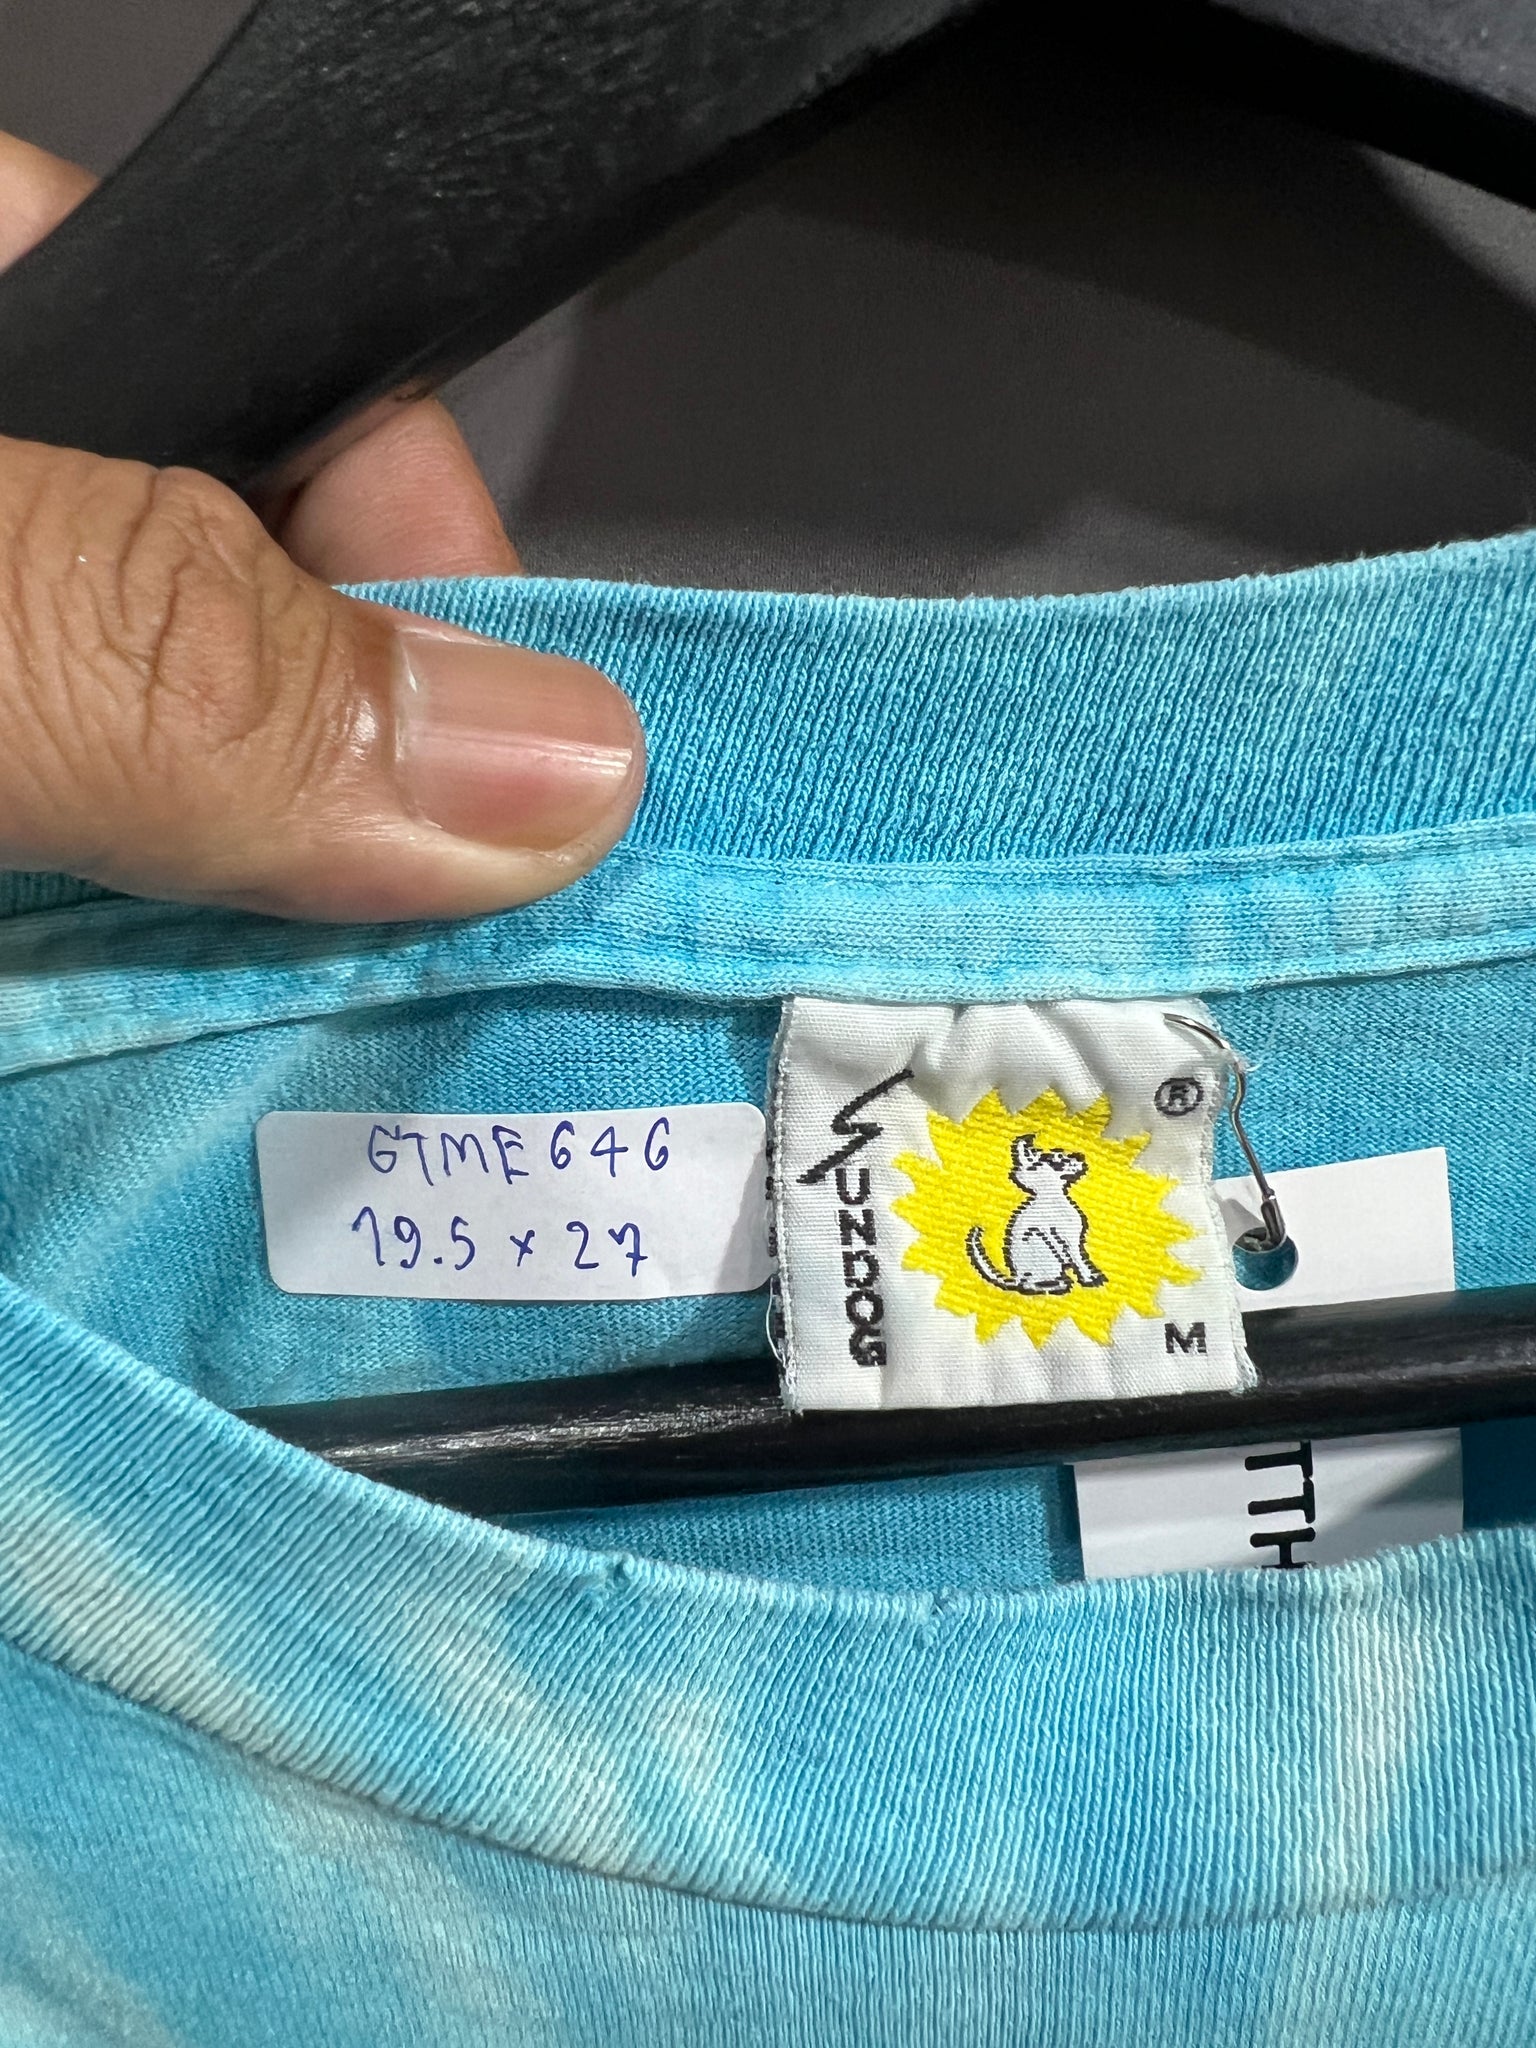 GTME646
19.5 x 27
SUNDOG
®
M
TTH